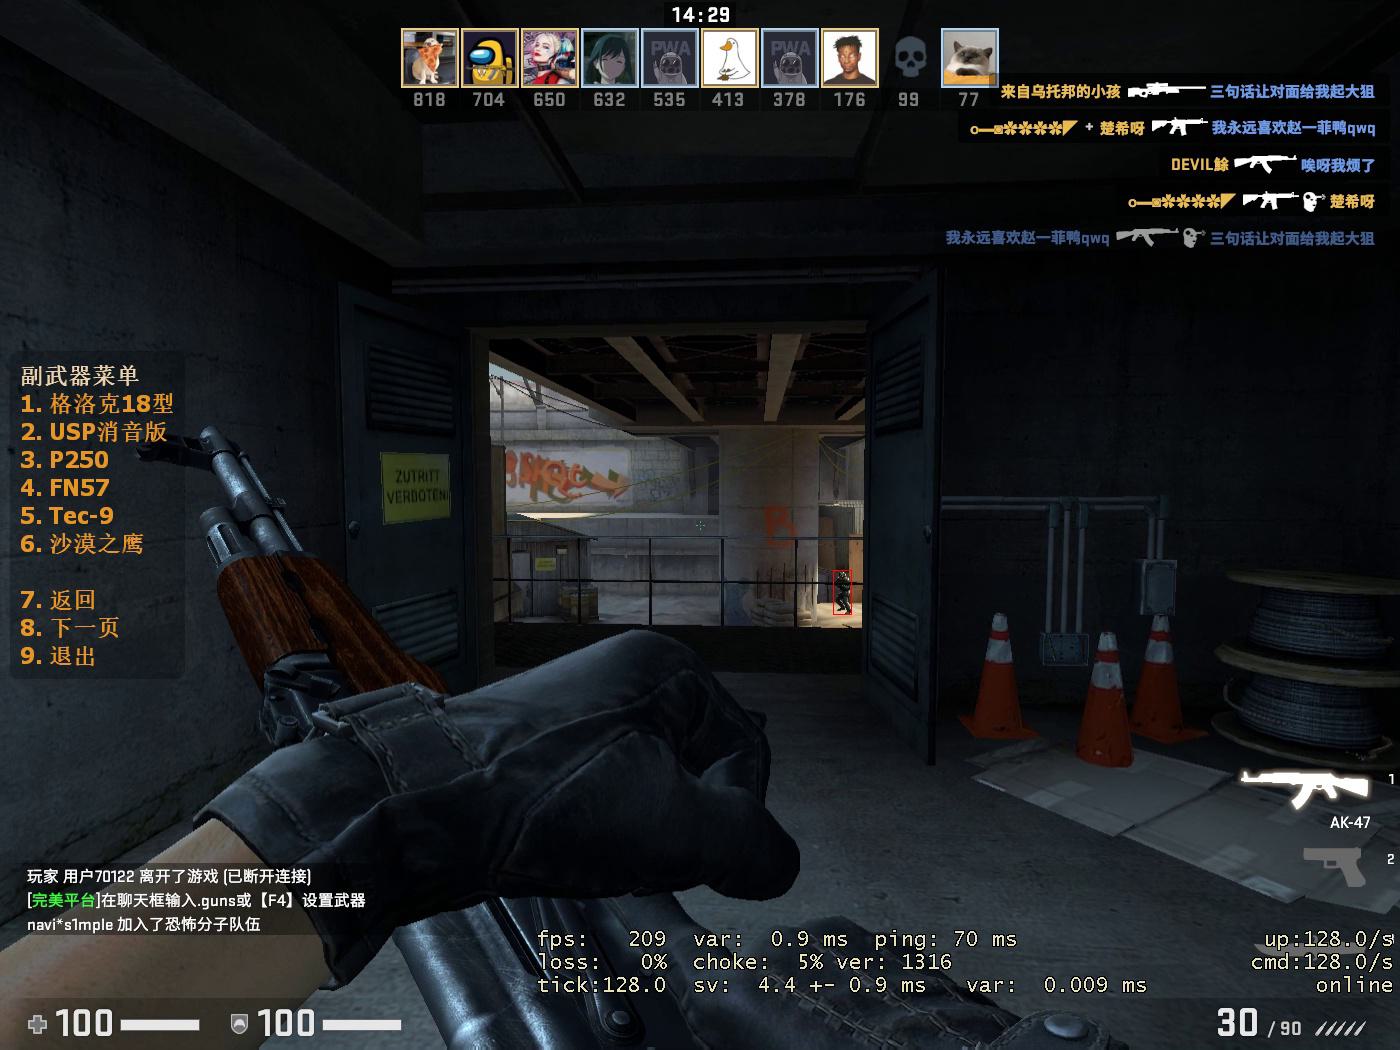 14:29
PWA
PWA
818 704 650 632 535 413 378 176 99 77
来自乌托邦的小孩 三句话让对面给我起大狙
+ 楚希呀 我永远喜欢赵一菲鸭qwq
DEVIL馀 唉呀我烦了
楚希呀
我永远喜欢赵一菲鸭qwq 三句话让对面给我起大狙
副武器菜单
1. 格洛克18型
2. USP消音版
3. P250
4. FN57
5. Tec-9
6. 沙漠之鹰
7. 返回
8. 下一页
9. 退出
ZUTRITT
VERBOTEN!
B
1
AK-47
2
玩家 用户70122 离开了游戏 (已断开连接)
[完美平台]在聊天框输入.guns或【F4】设置武器
navi*s1mple 加入了恐怖分子队伍
fps: 209 var: 0.9 ms ping: 70 ms
loss: 0% choke: 5% ver: 1316
tick:128.0 sv: 4.4 +- 0.9 ms var: 0.009 ms
up:128.0/s
cmd:128.0/s
online
100 100
30 / 90